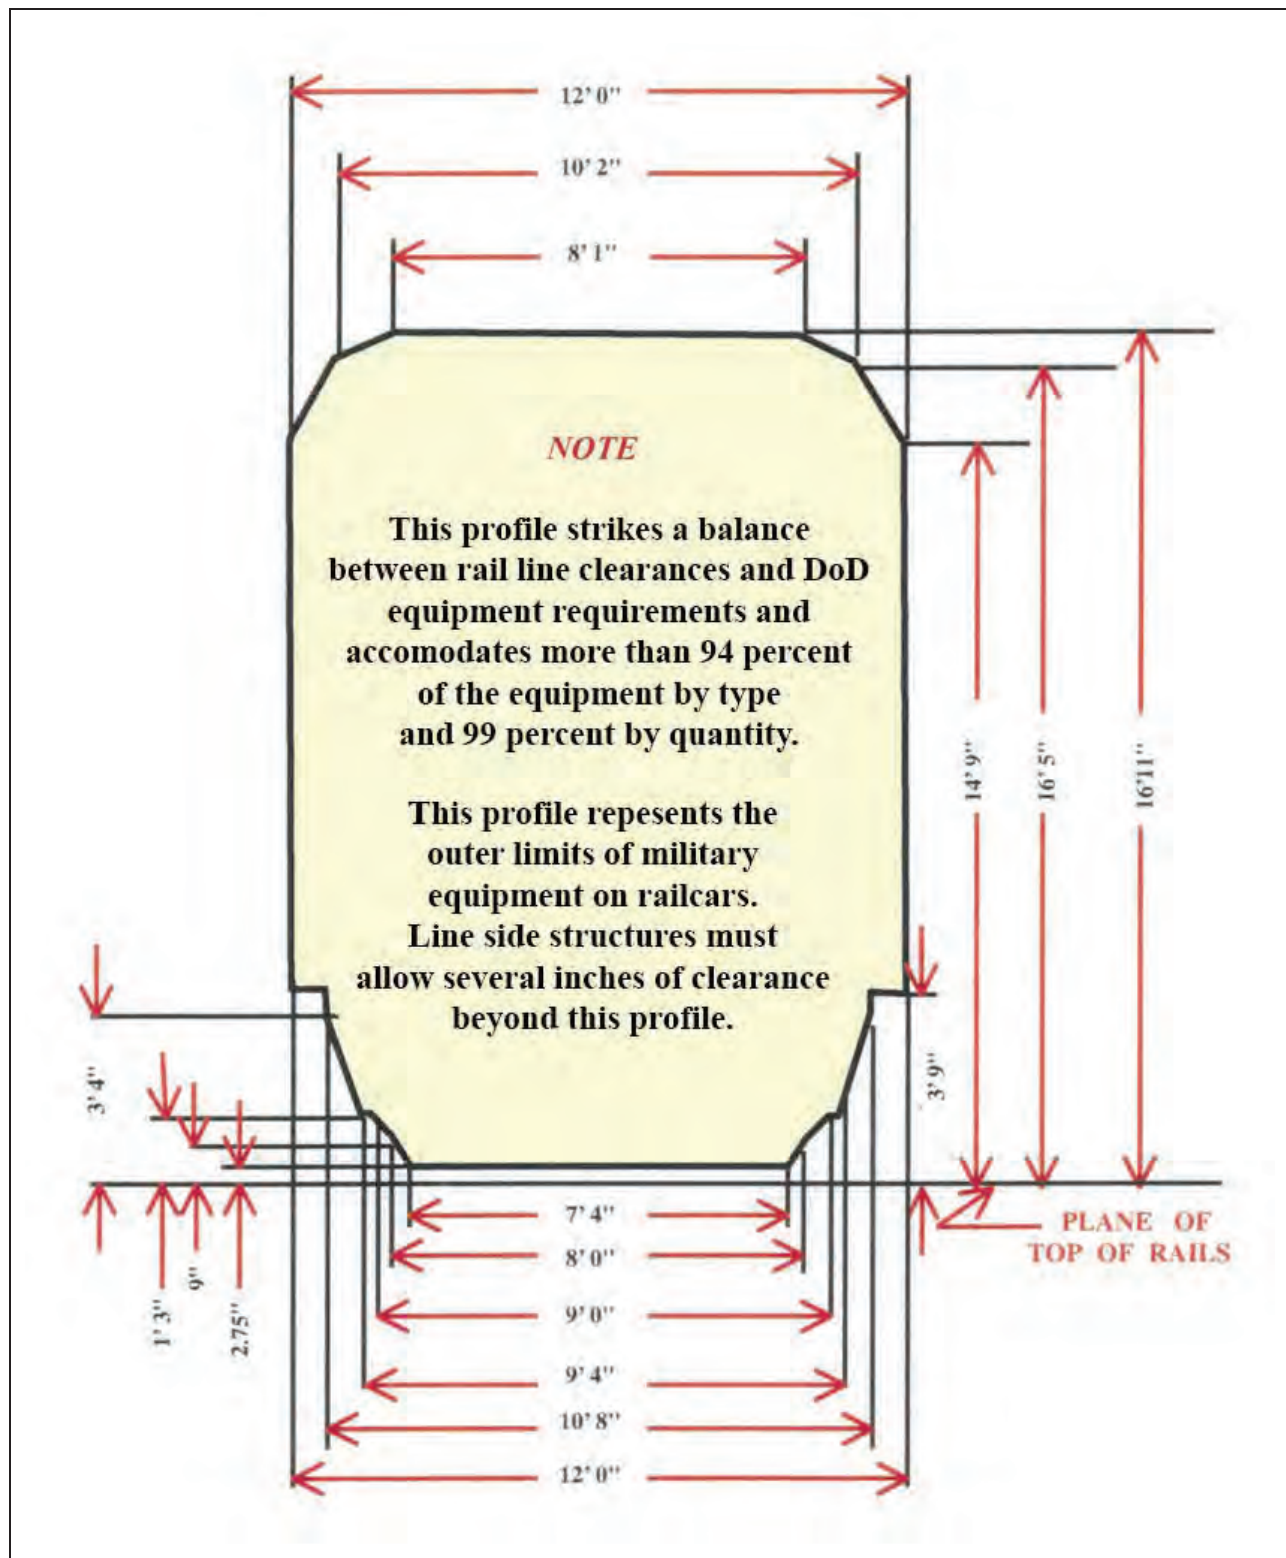 12' 0"
10' 2"
8' 1"
NOTE
This profile strikes a balance
between rail line clearances and DoD
equipment requirements and
accomodates more than 94 percent
of the equipment by type
and 99 percent by quantity.
This profile repesents the
outer limits of military
equipment on railcars.
Line side structures must
allow several inches of clearance
beyond this profile.
14' 9"
16' 5"
16'11"
3' 4"
3' 9"
1' 3"
9"
2.75"
7' 4"
8' 0"
9' 0"
9' 4"
10' 8"
12' 0"
PLANE OF
TOP OF RAILS